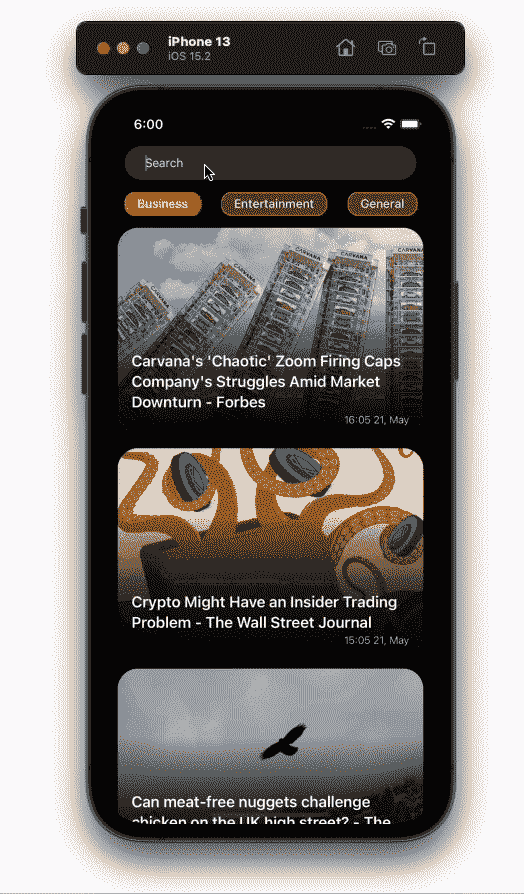 iPhone 13
iOS 15.2
6:00
Search
Business Entertainment General
CARVANA CARVANA CARVANA
Carvana's 'Chaotic' Zoom Firing Caps
Company's Struggles Amid Market
Downturn - Forbes
16:05 21, May
Crypto Might Have an Insider Trading
Problem - The Wall Street Journal
15:05 21, May
Can meat-free nuggets challenge
chicken on the UK high street? - The